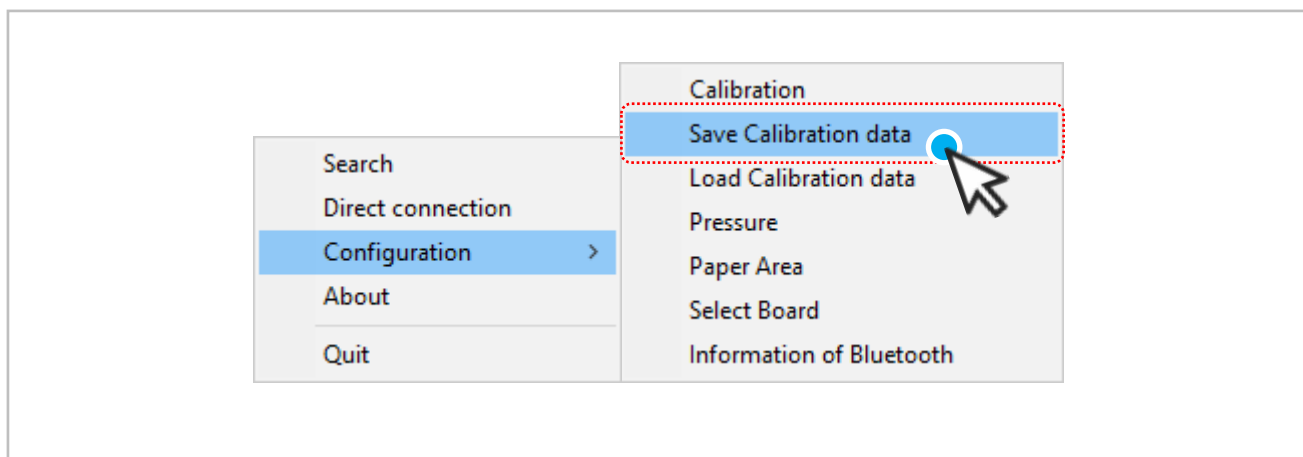 Search
Direct connection
Configuration >
About
Quit
Calibration
Save Calibration data
Load Calibration data
Pressure
Paper Area
Select Board
Information of Bluetooth